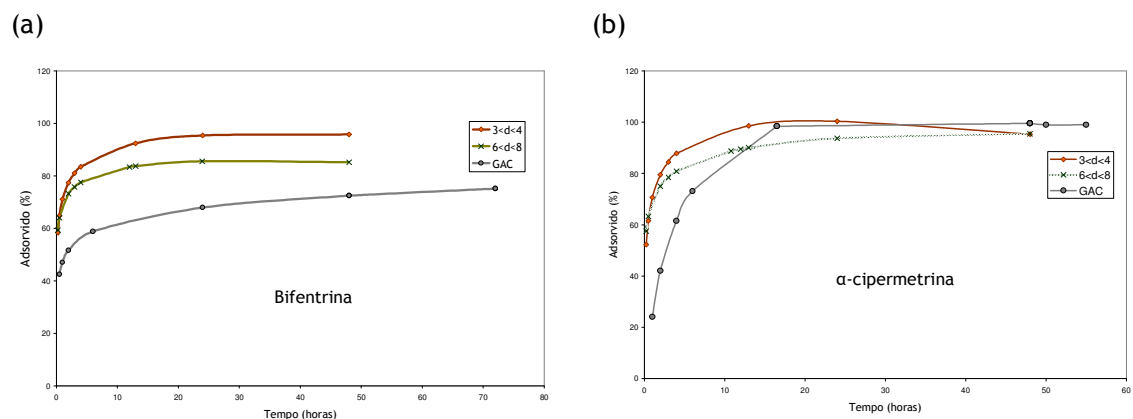 (a)
120
100
80
60
40
20
0
Adsorvido (%)
0 10 20 30 40 50 60 70 80
Tempo (horas)
3<d<4
6<d<8
GAC
Bifentrina
(b)
120
100
80
60
40
20
0
Adsorvido (%)
0 10 20 30 40 50 60
Tempo (horas)
3<d<4
6<d<8
GAC
α-cipermetrina